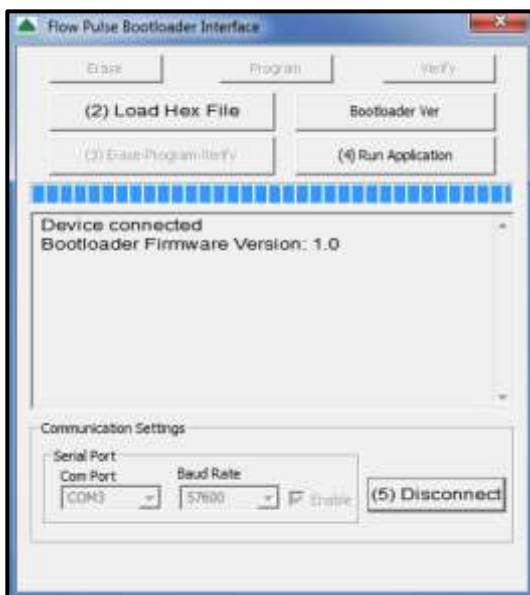 Flow Pulse Bootloader Interface
Erase Program Verify
(2) Load Hex File Bootloader Ver
(3) Erase-Program-Verify (4) Run Application
Device connected
Bootloader Firmware Version: 1.0
Communication Settings
Serial Port
Com Port Baud Rate
COM3 57600 Enable (5) Disconnect